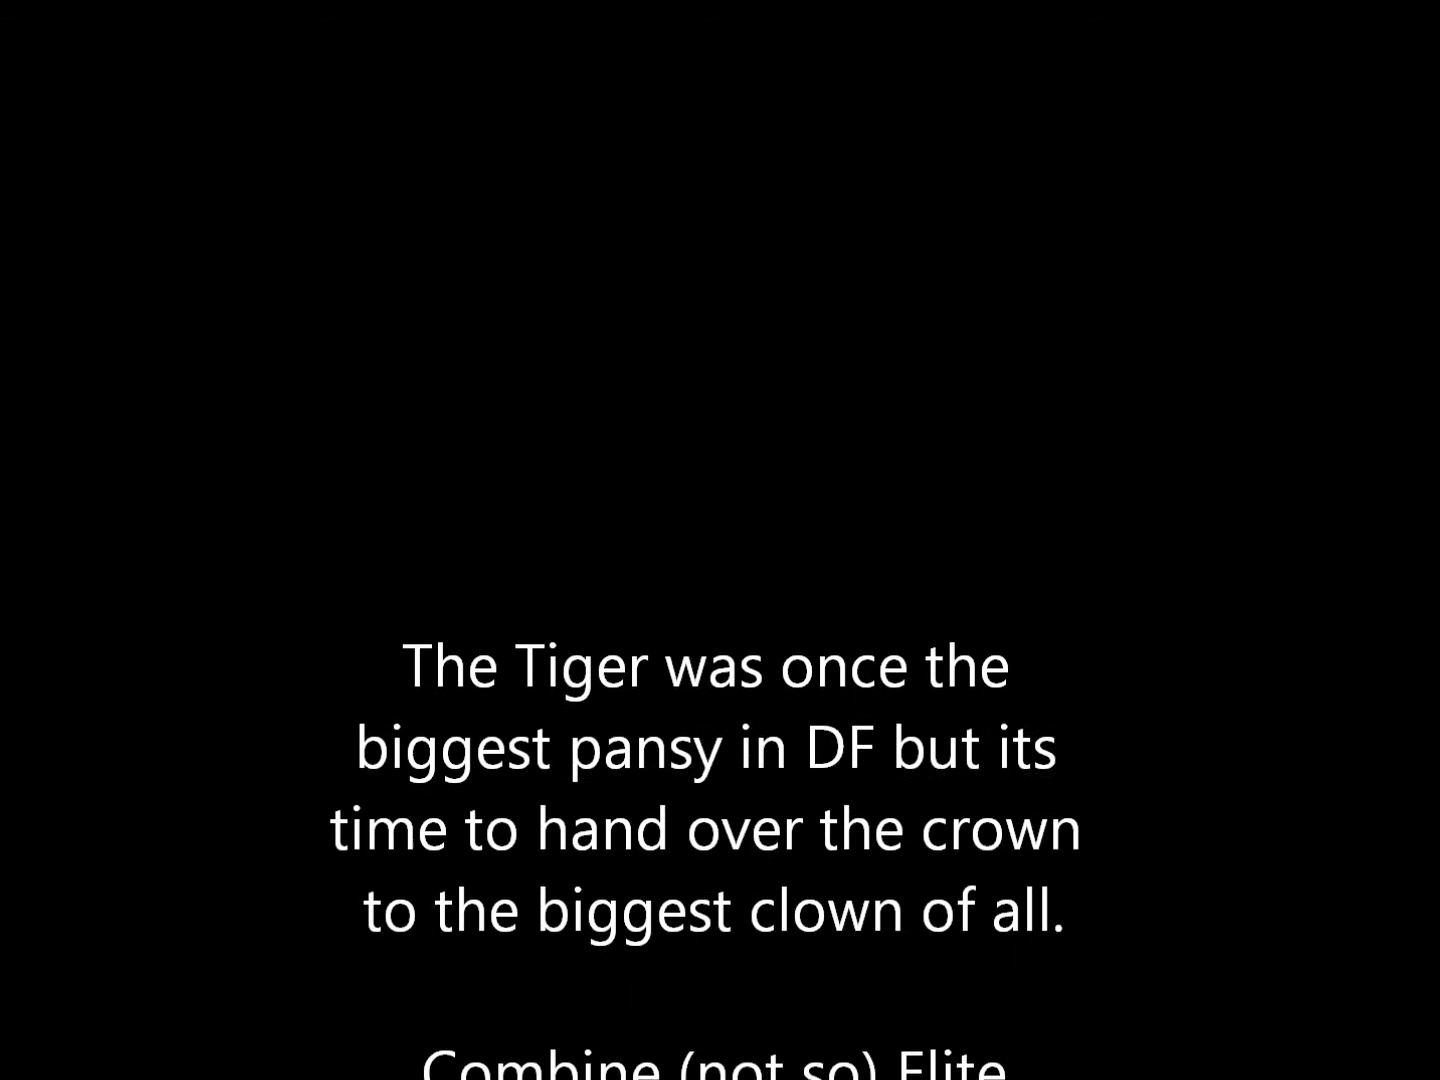 The Tiger was once the
biggest pansy in DF but its
time to hand over the crown
to the biggest clown of all.
Combine (not so) Elite